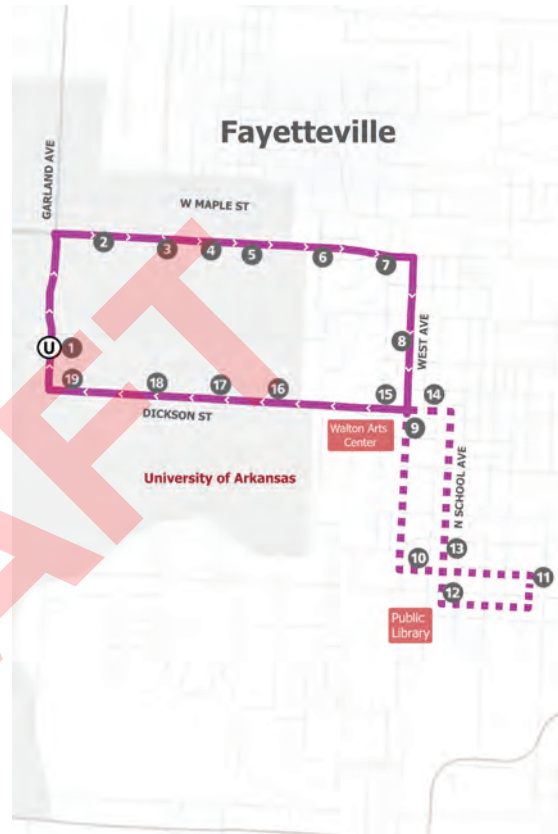 Fayetteville
GARLAND AVE
W MAPLE ST
2
3
4
5
6
7
8
WEST AVE
U
1
19
18
17
16
15
14
DICKSON ST
9
Walton Arts
Center
N SCHOOL AVE
University of Arkansas
13
10
11
12
Public
Library
AFT